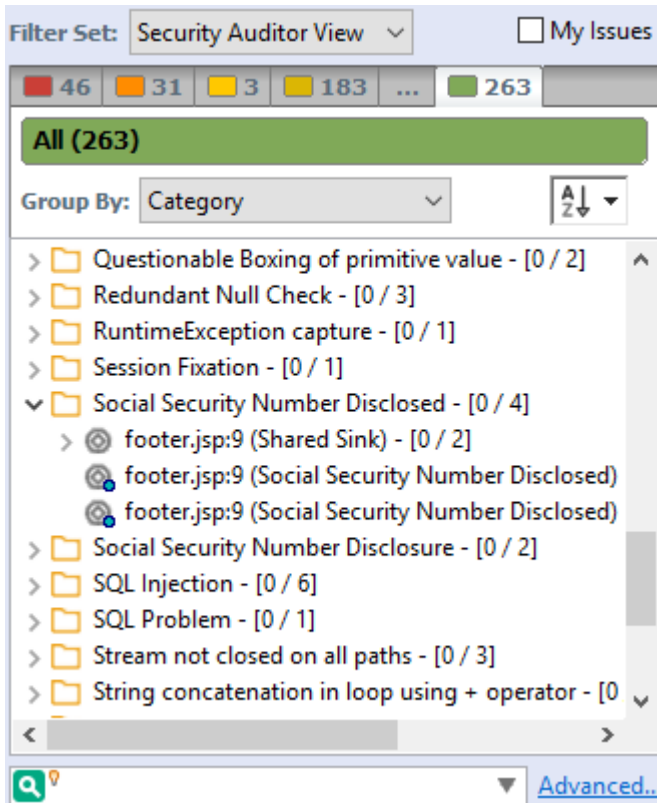 Filter Set: Security Auditor View My Issues
46 31 3 183 ... 263
All (263)
Group By: Category A Z
Questionable Boxing of primitive value - [0 / 2]
Redundant Null Check - [0 / 3]
RuntimeException capture - [0 / 1]
Session Fixation - [0 / 1]
Social Security Number Disclosed - [0 / 4]
footer.jsp:9 (Shared Sink) - [0 / 2]
footer.jsp:9 (Social Security Number Disclosed)
footer.jsp:9 (Social Security Number Disclosed)
Social Security Number Disclosure - [0 / 2]
SQL Injection - [0 / 6]
SQL Problem - [0 / 1]
Stream not closed on all paths - [0 / 3]
String concatenation in loop using + operator - [0
Advanced...